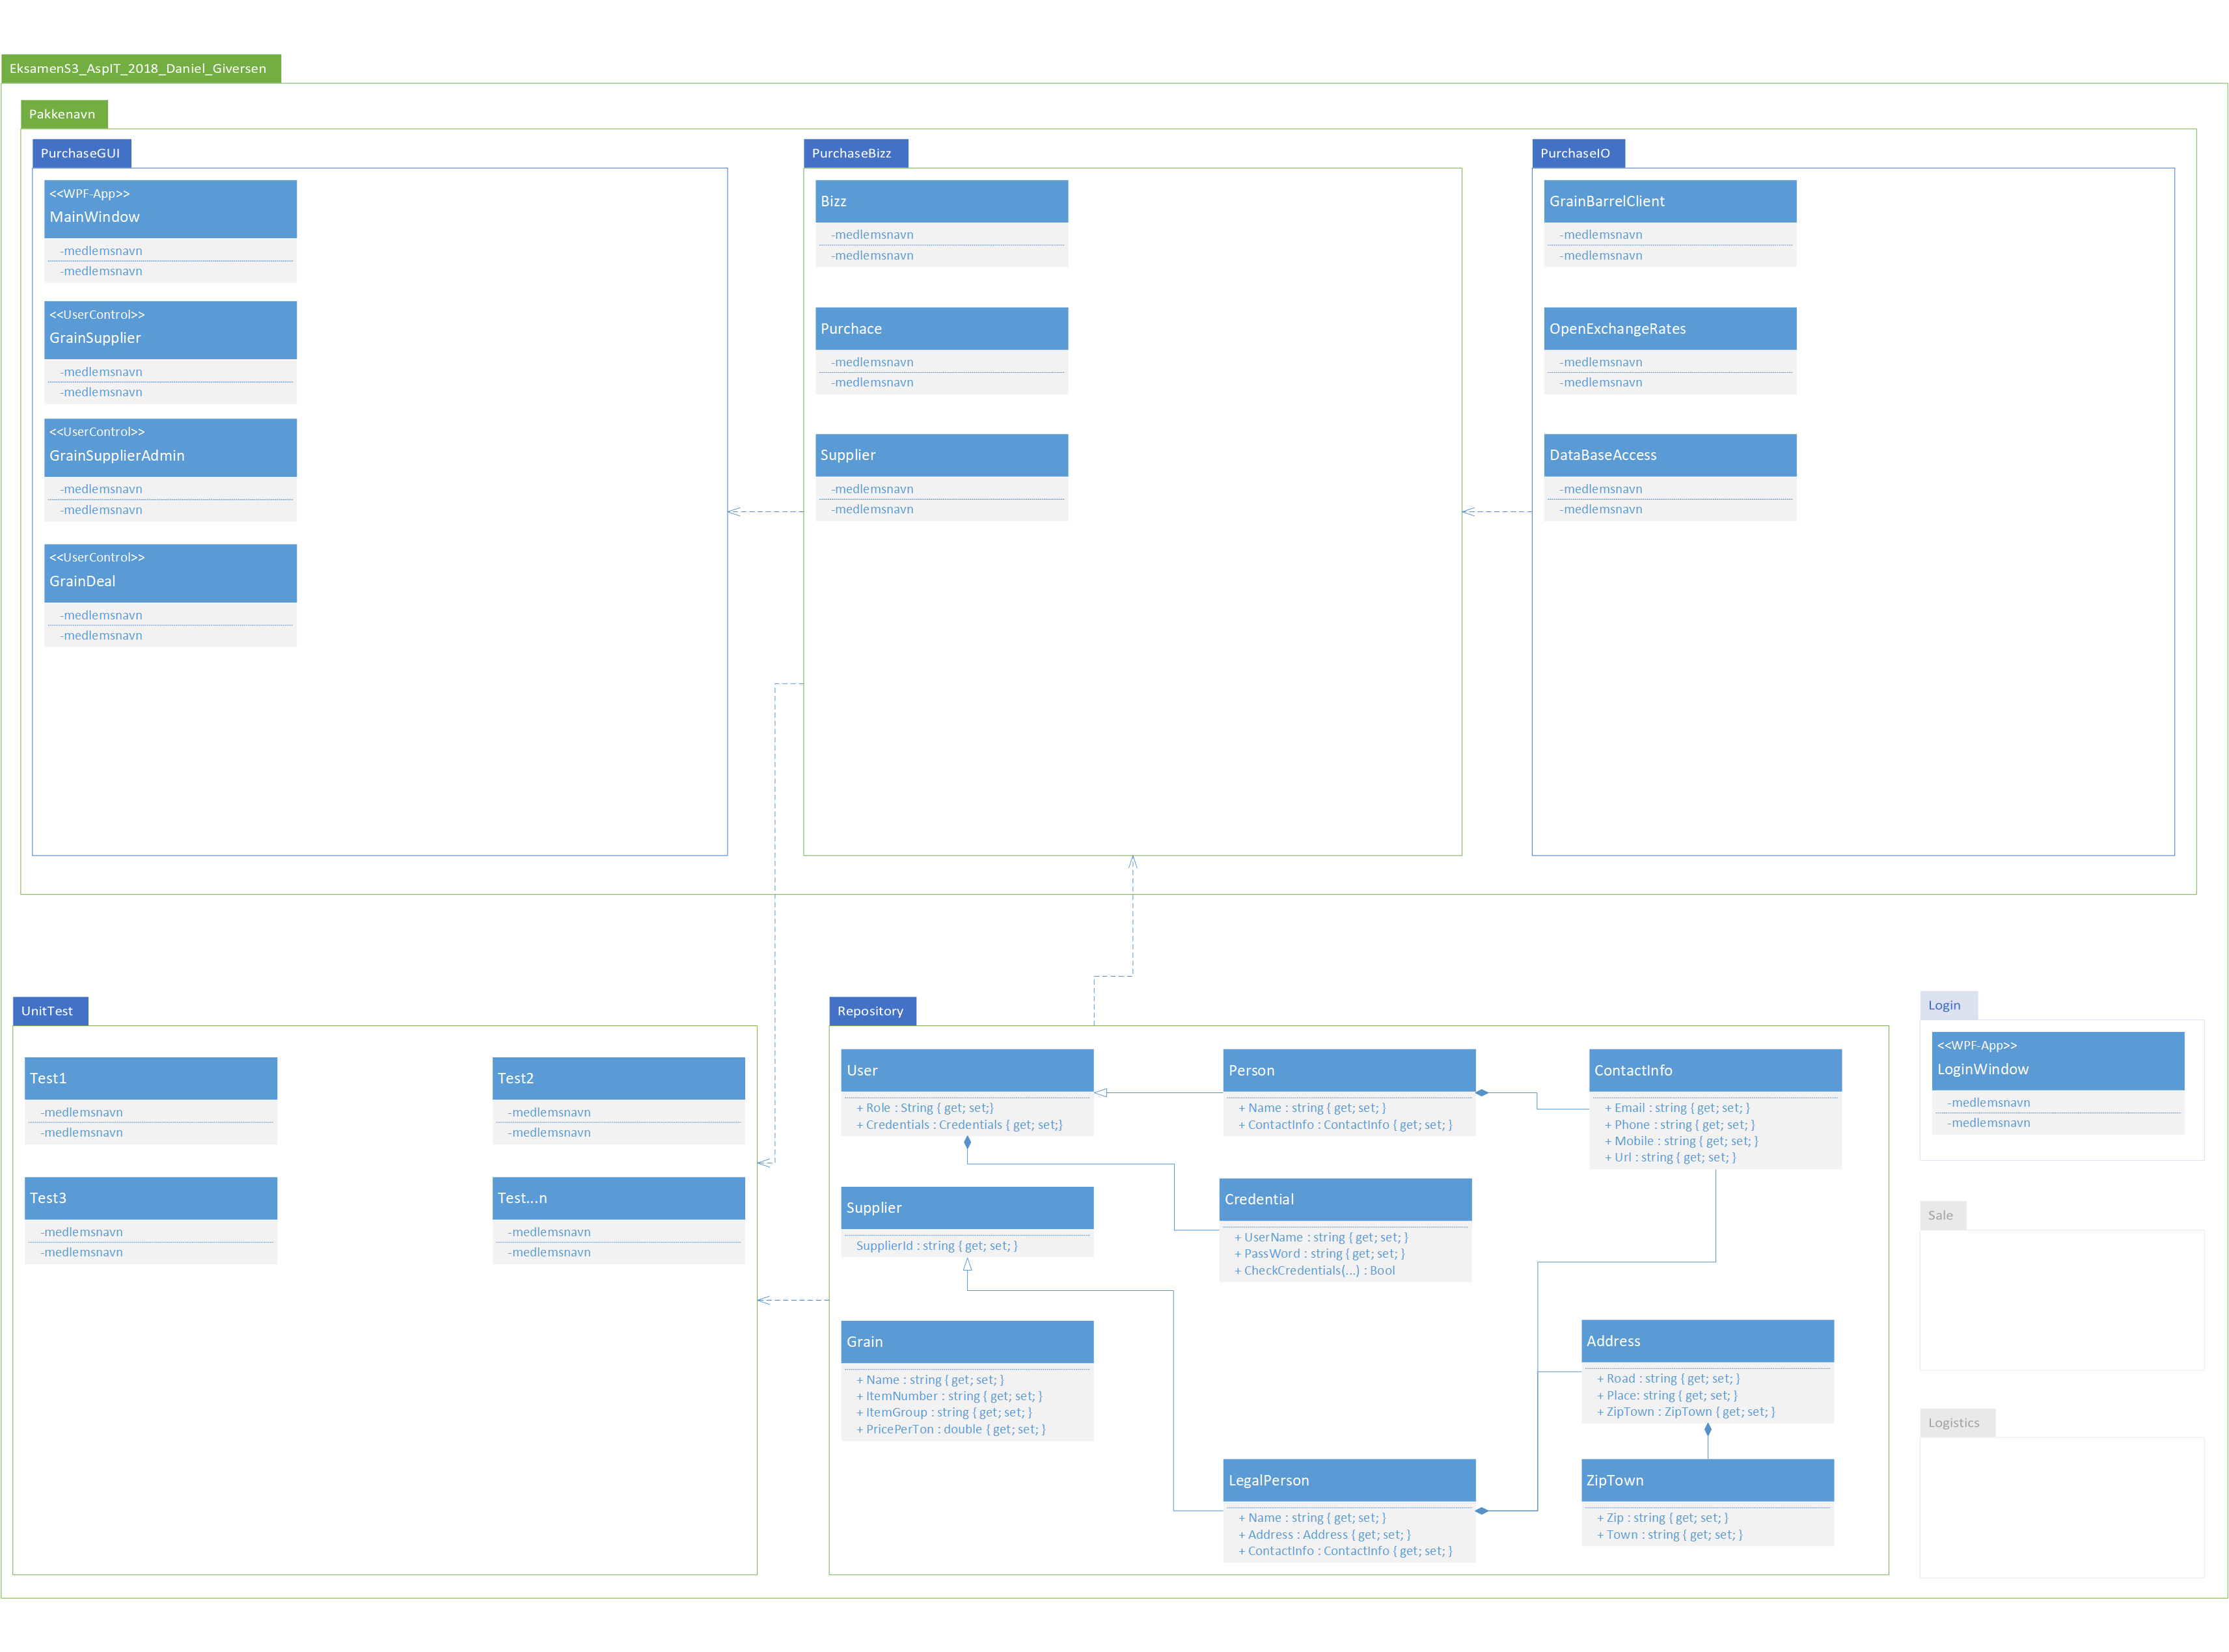 EksamenS3_AspIT_2018_Daniel_Giversen
Pakkenavn
PurchaseGUI
<<WPF-App>>
MainWindow
-medlemsnavn
-medlemsnavn
<<UserControl>>
GrainSupplier
-medlemsnavn
-medlemsnavn
<<UserControl>>
GrainSupplierAdmin
-medlemsnavn
-medlemsnavn
<<UserControl>>
GrainDeal
-medlemsnavn
-medlemsnavn
PurchaseBizz
Bizz
-medlemsnavn
-medlemsnavn
Purchace
-medlemsnavn
-medlemsnavn
Supplier
-medlemsnavn
-medlemsnavn
PurchaseIO
GrainBarrelClient
-medlemsnavn
-medlemsnavn
OpenExchangeRates
-medlemsnavn
-medlemsnavn
DataBaseAccess
-medlemsnavn
-medlemsnavn
UnitTest
Test1
-medlemsnavn
-medlemsnavn
Test2
-medlemsnavn
-medlemsnavn
Test3
-medlemsnavn
-medlemsnavn
Test...n
-medlemsnavn
-medlemsnavn
Repository
User
+ Role : String { get; set;}
+ Credentials : Credentials { get; set;}
Person
+ Name : string { get; set; }
+ ContactInfo : ContactInfo { get; set; }
ContactInfo
+ Email : string { get; set; }
+ Phone : string { get; set; }
+ Mobile : string { get; set; }
+ Url : string { get; set; }
Supplier
SupplierId : string { get; set; }
Credential
+ UserName : string { get; set; }
+ PassWord : string { get; set; }
+ CheckCredentials(...) : Bool
Grain
+ Name : string { get; set; }
+ ItemNumber : string { get; set; }
+ ItemGroup : string { get; set; }
+ PricePerTon : double { get; set; }
Address
+ Road : string { get; set; }
+ Place: string { get; set; }
+ ZipTown : ZipTown { get; set; }
LegalPerson
+ Name : string { get; set; }
+ Address : Address { get; set; }
+ ContactInfo : ContactInfo { get; set; }
ZipTown
+ Zip : string { get; set; }
+ Town : string { get; set; }
Login
<<WPF-App>>
LoginWindow
-medlemsnavn
-medlemsnavn
Sale
Logistics